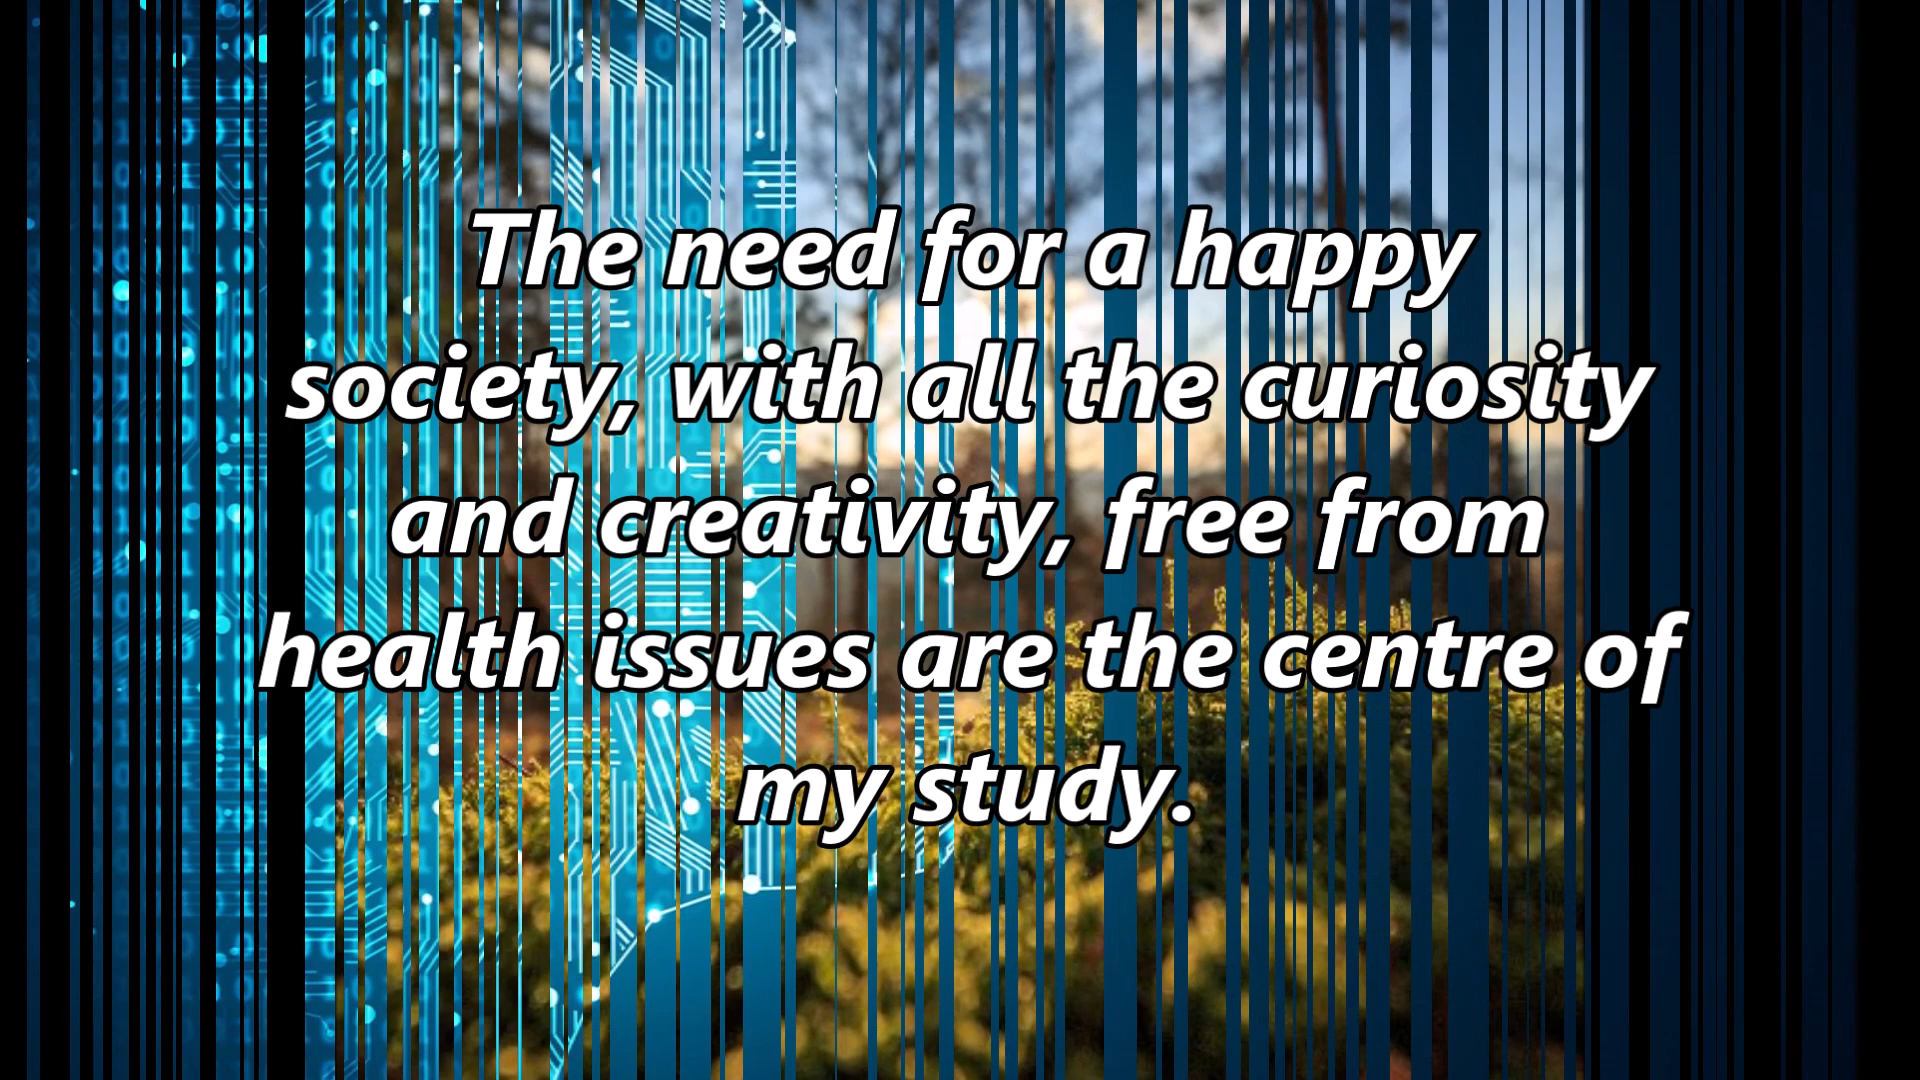 The need for a happy
society, with all the curiosity
and creativity, free from
health issues are the centre of
my study.